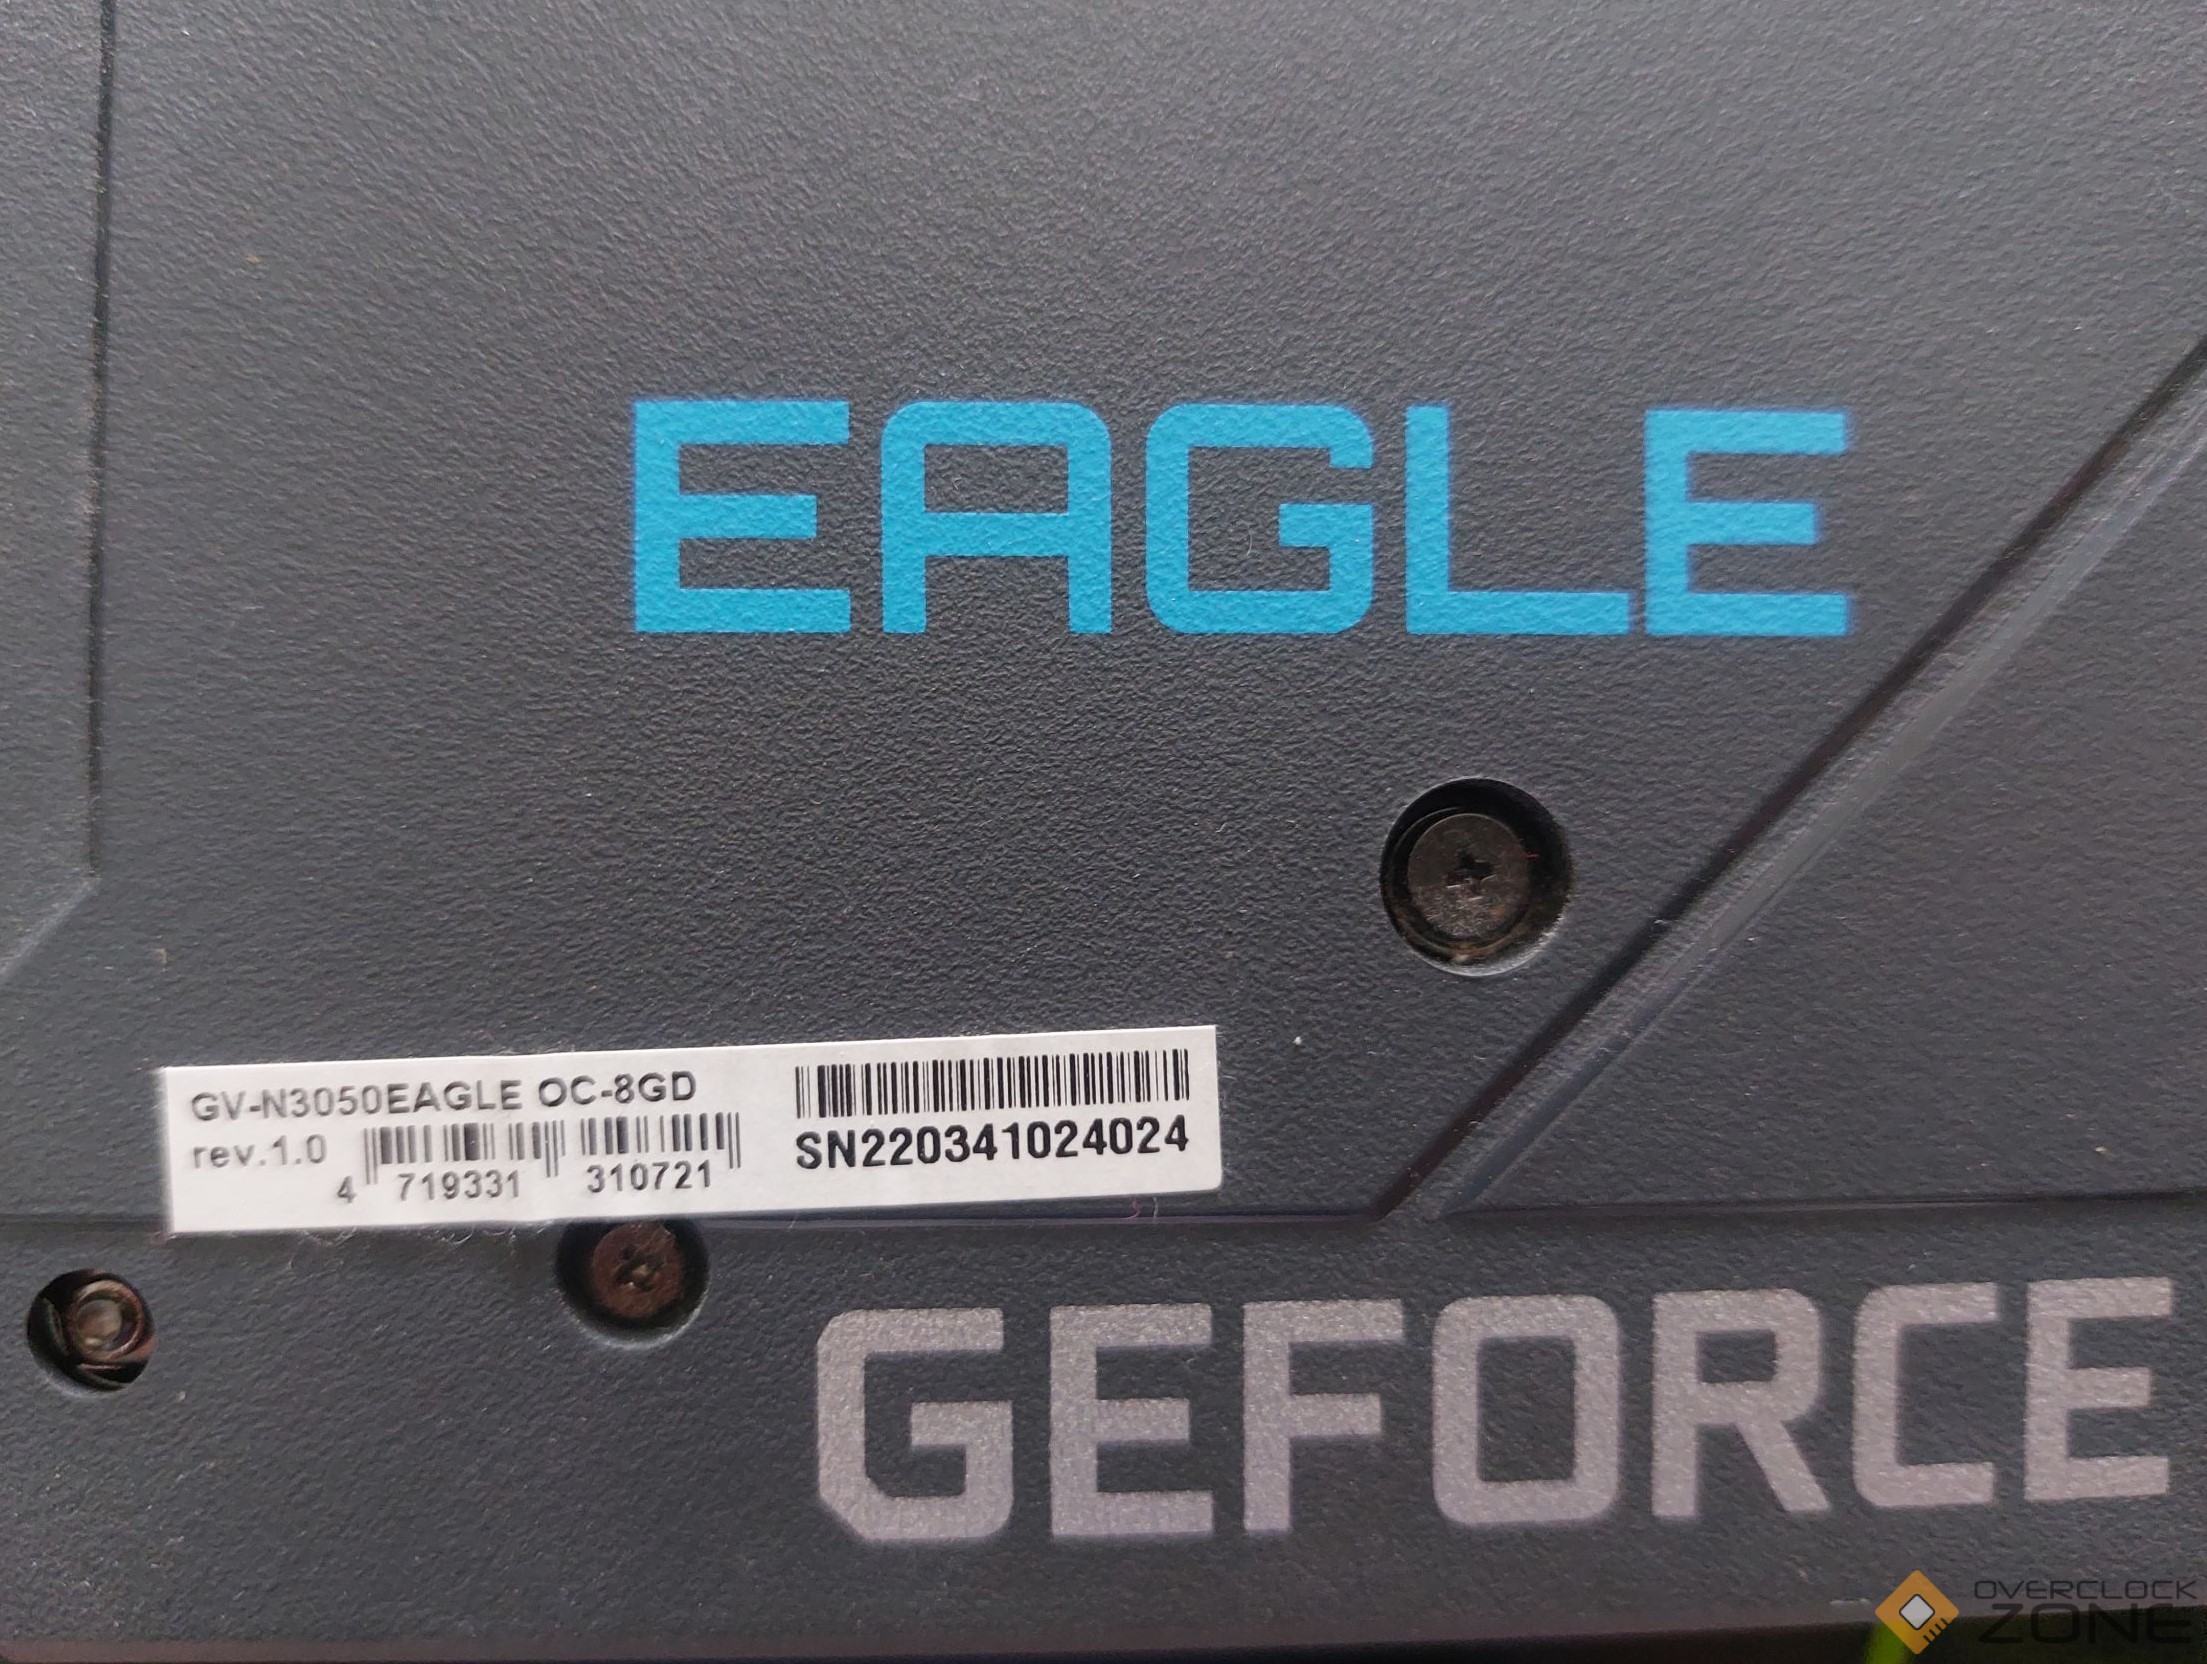 EAGLE
GV-N3050EAGLE OC-8GD
rev.1.0
4 719331 310721
SN220341024024
GEFORCE
OVERCLOCK
ZONE